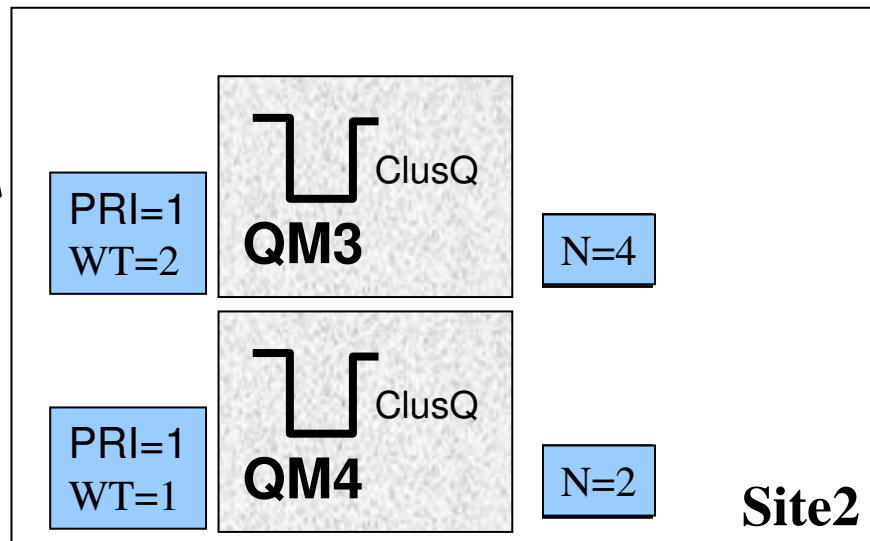 ClusQ
PRI=1
WT=2
QM3
N=4
ClusQ
PRI=1
WT=1
QM4
N=2
Site2